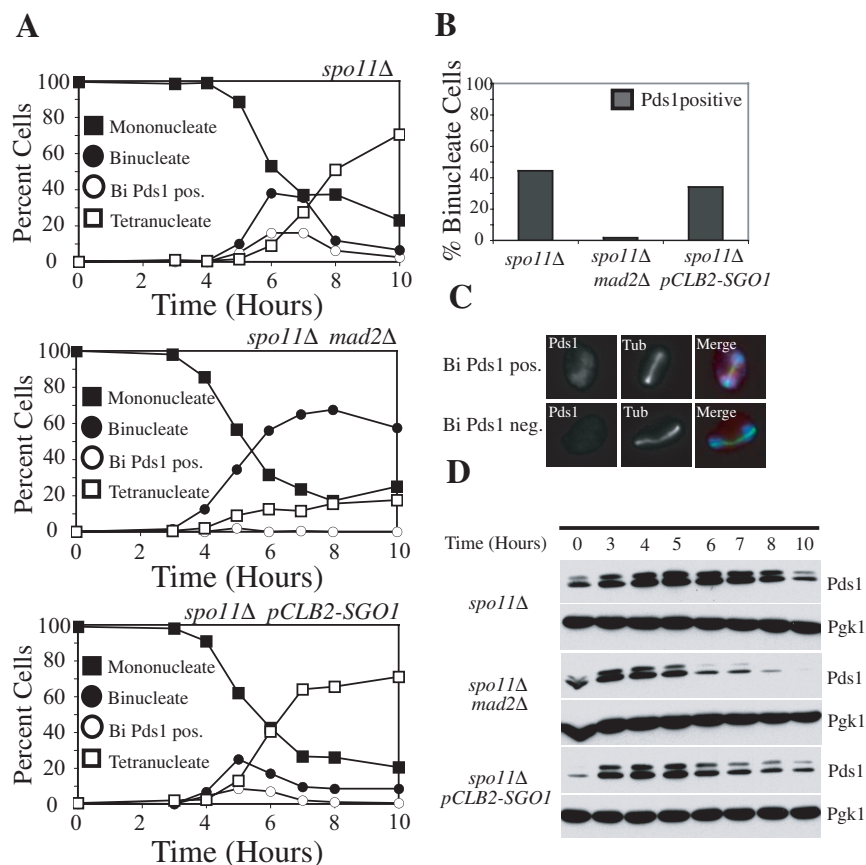 A
spo11Δ
Percent Cells
100
80
60
40
20
0
Mononucleate
Binucleate
Bi Pds1 pos.
Tetranucleate
0 2 4 6 8 10
Time (Hours)
spo11Δ mad2Δ
Percent Cells
100
80
60
40
20
0
Mononucleate
Binucleate
Bi Pds1 pos.
Tetranucleate
0 2 4 6 8 10
Time (Hours)
spo11Δ pCLB2-SGO1
Percent Cells
100
80
60
40
20
0
Mononucleate
Binucleate
Bi Pds1 pos.
Tetranucleate
0 2 4 6 8 10
Time (Hours)
B
% Binucleate Cells
100
80
60
40
20
0
Pds1positive
spo11Δ
spo11Δ
mad2Δ
spo11Δ
pCLB2-SGO1
C
Bi Pds1 pos.
Pds1 Tub Merge
Bi Pds1 neg.
Pds1 Tub Merge
D
Time (Hours) 0 3 4 5 6 7 8 10
spo11Δ
Pds1
Pgk1
spo11Δ
mad2Δ
Pds1
Pgk1
spo11Δ
pCLB2-SGO1
Pds1
Pgk1